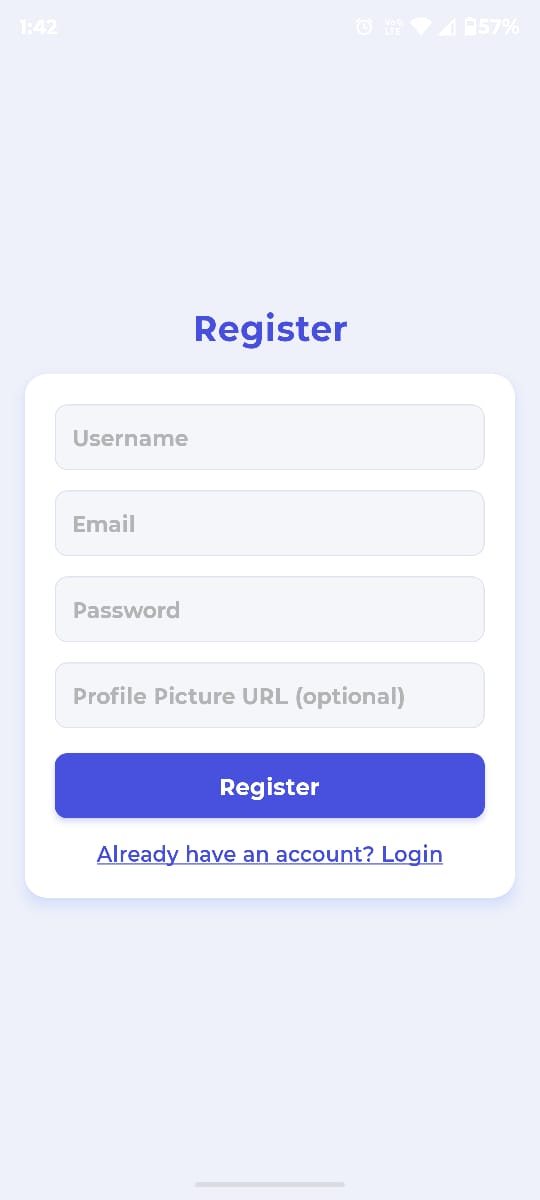 1:42 Vo LTE 57%
Register
Username
Email
Password
Profile Picture URL (optional)
Register
Already have an account? Login